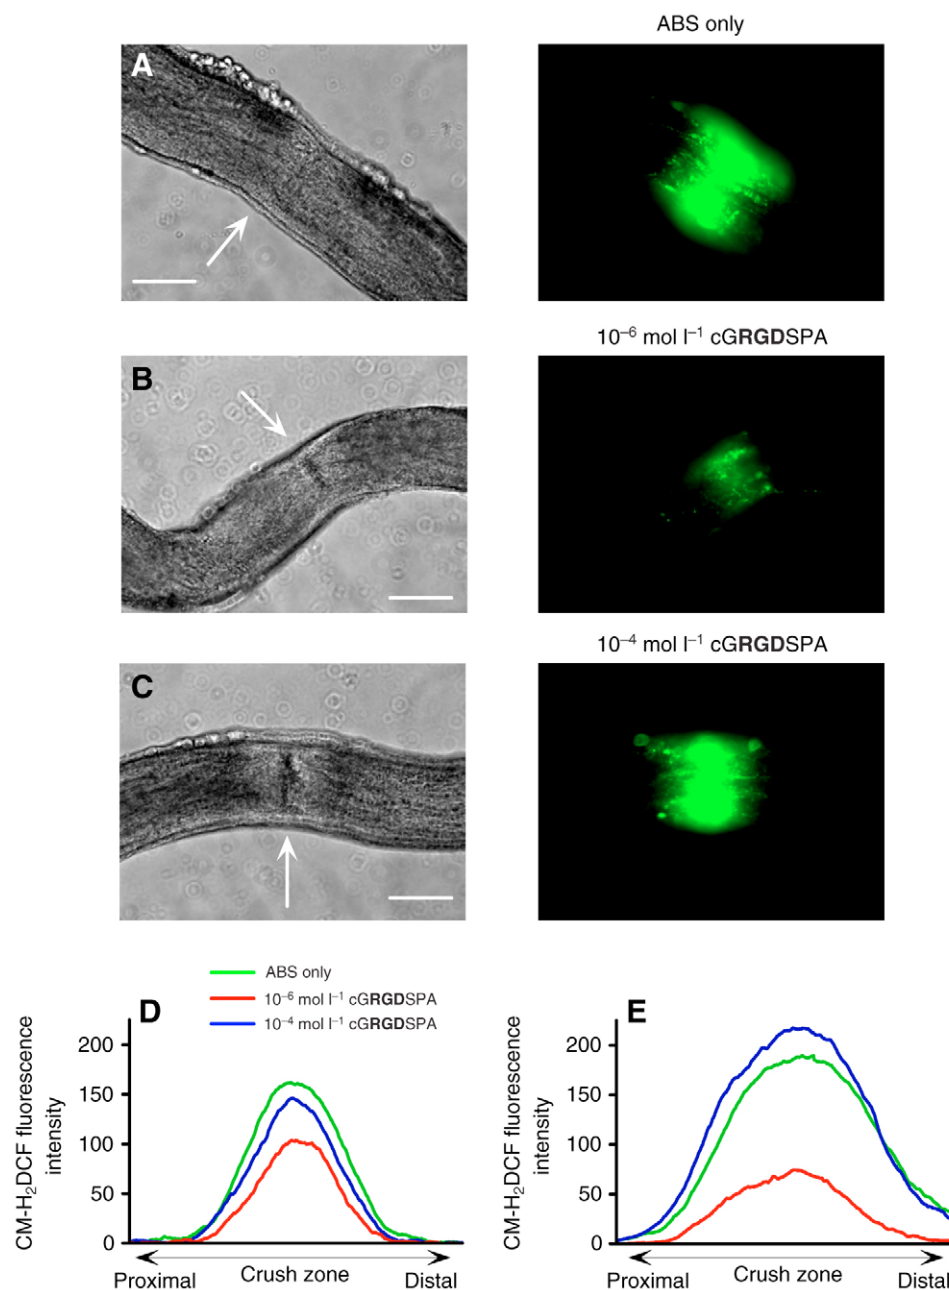 ABS only
A
10⁻⁶ mol l⁻¹ cGRGDSPA
B
10⁻⁴ mol l⁻¹ cGRGDSPA
C
ABS only
10⁻⁶ mol l⁻¹ cGRGDSPA
10⁻⁴ mol l⁻¹ cGRGDSPA
D
CM-H₂DCF fluorescence
intensity
200
150
100
50
0
Proximal
Crush zone
Distal
E
CM-H₂DCF fluorescence
intensity
200
150
100
50
0
Proximal
Crush zone
Distal